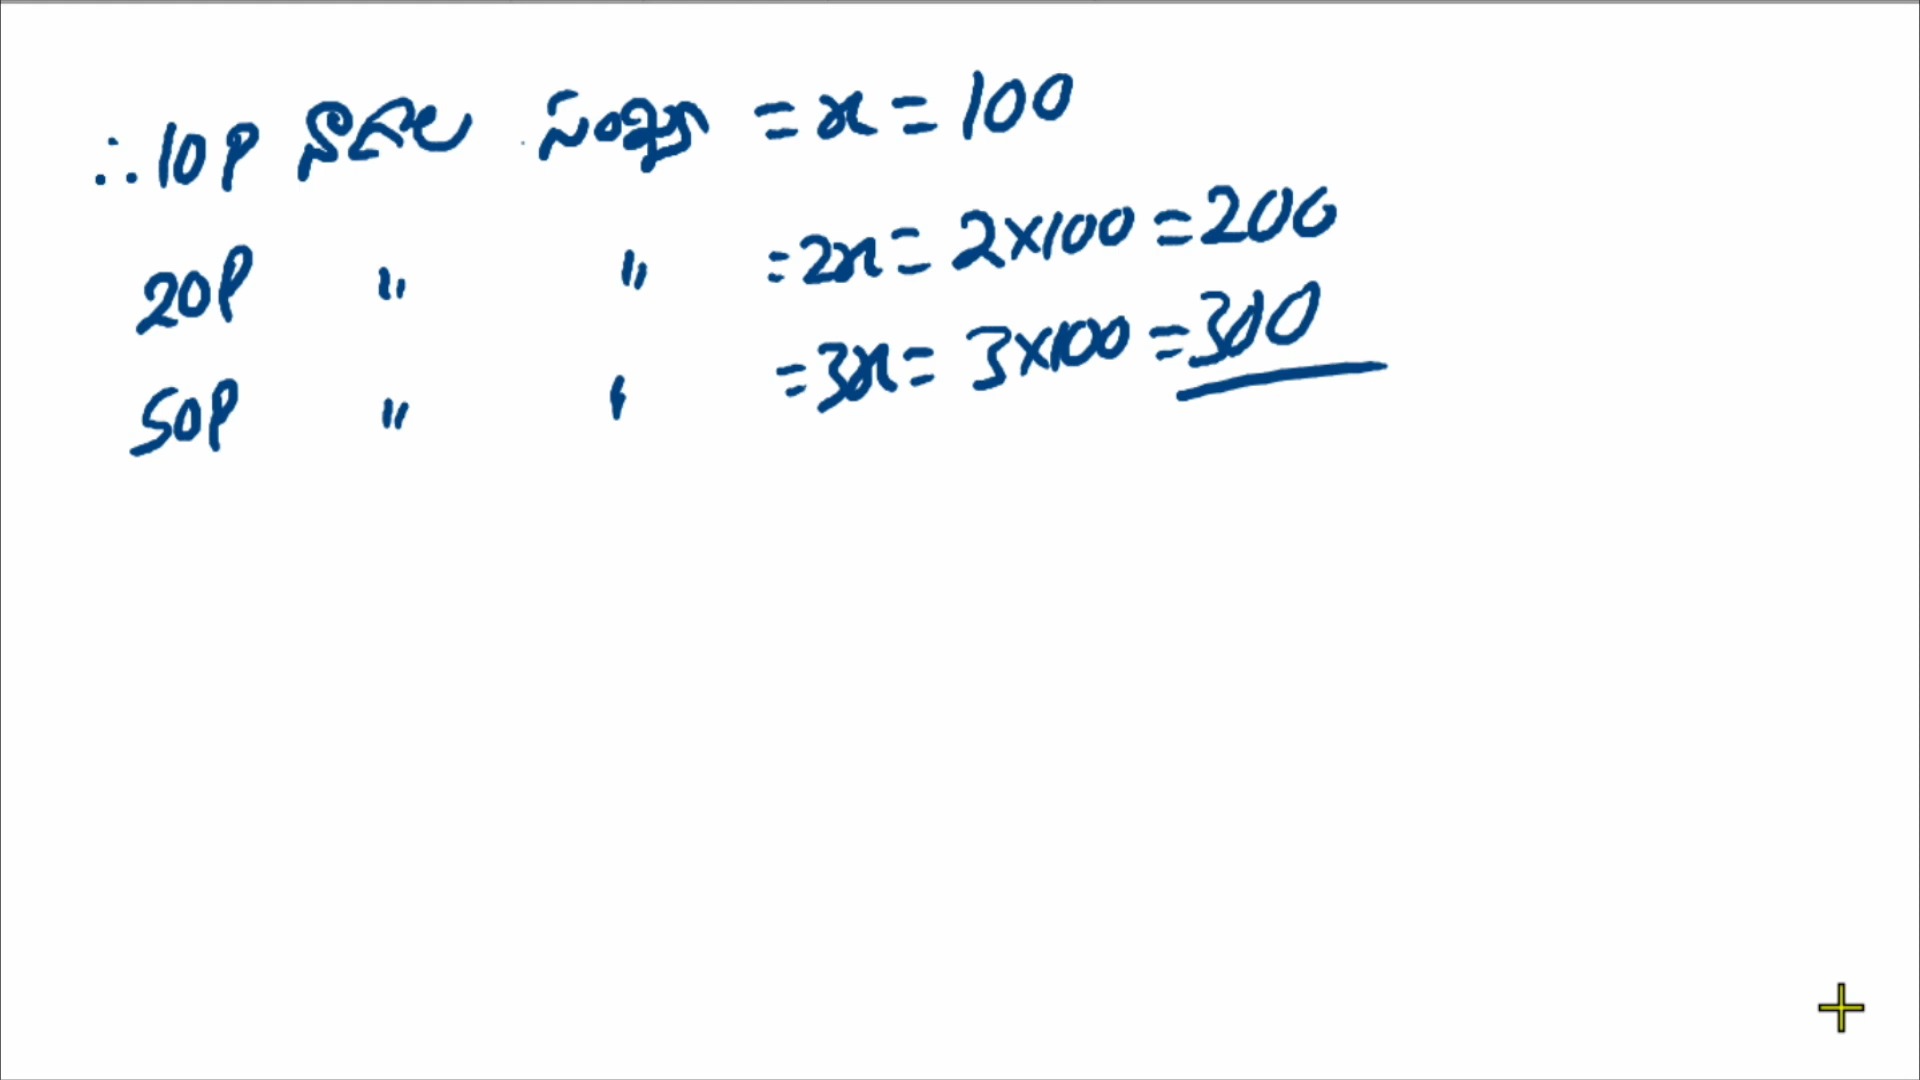 ∴ 10P నాణేల సంఖ్య = x = 100
20P " " = 2x = 2×100 = 200
50P " " = 3x = 3×100 = 300